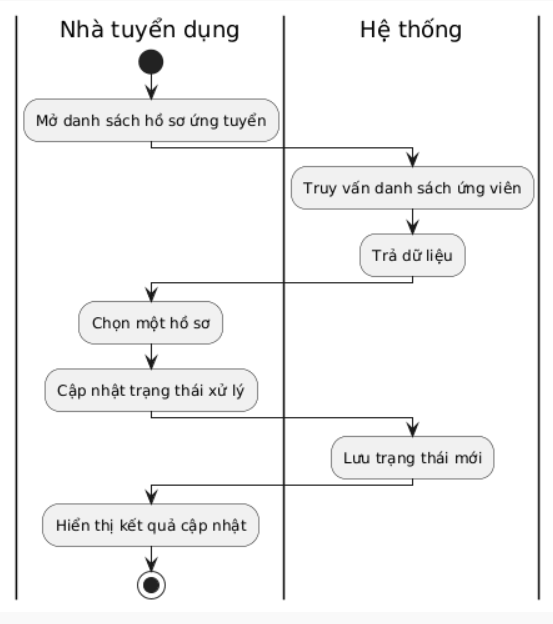 Nhà tuyển dụng
Hệ thống
Mở danh sách hồ sơ ứng tuyển
Truy vấn danh sách ứng viên
Trả dữ liệu
Chọn một hồ sơ
Cập nhật trạng thái xử lý
Lưu trạng thái mới
Hiển thị kết quả cập nhật